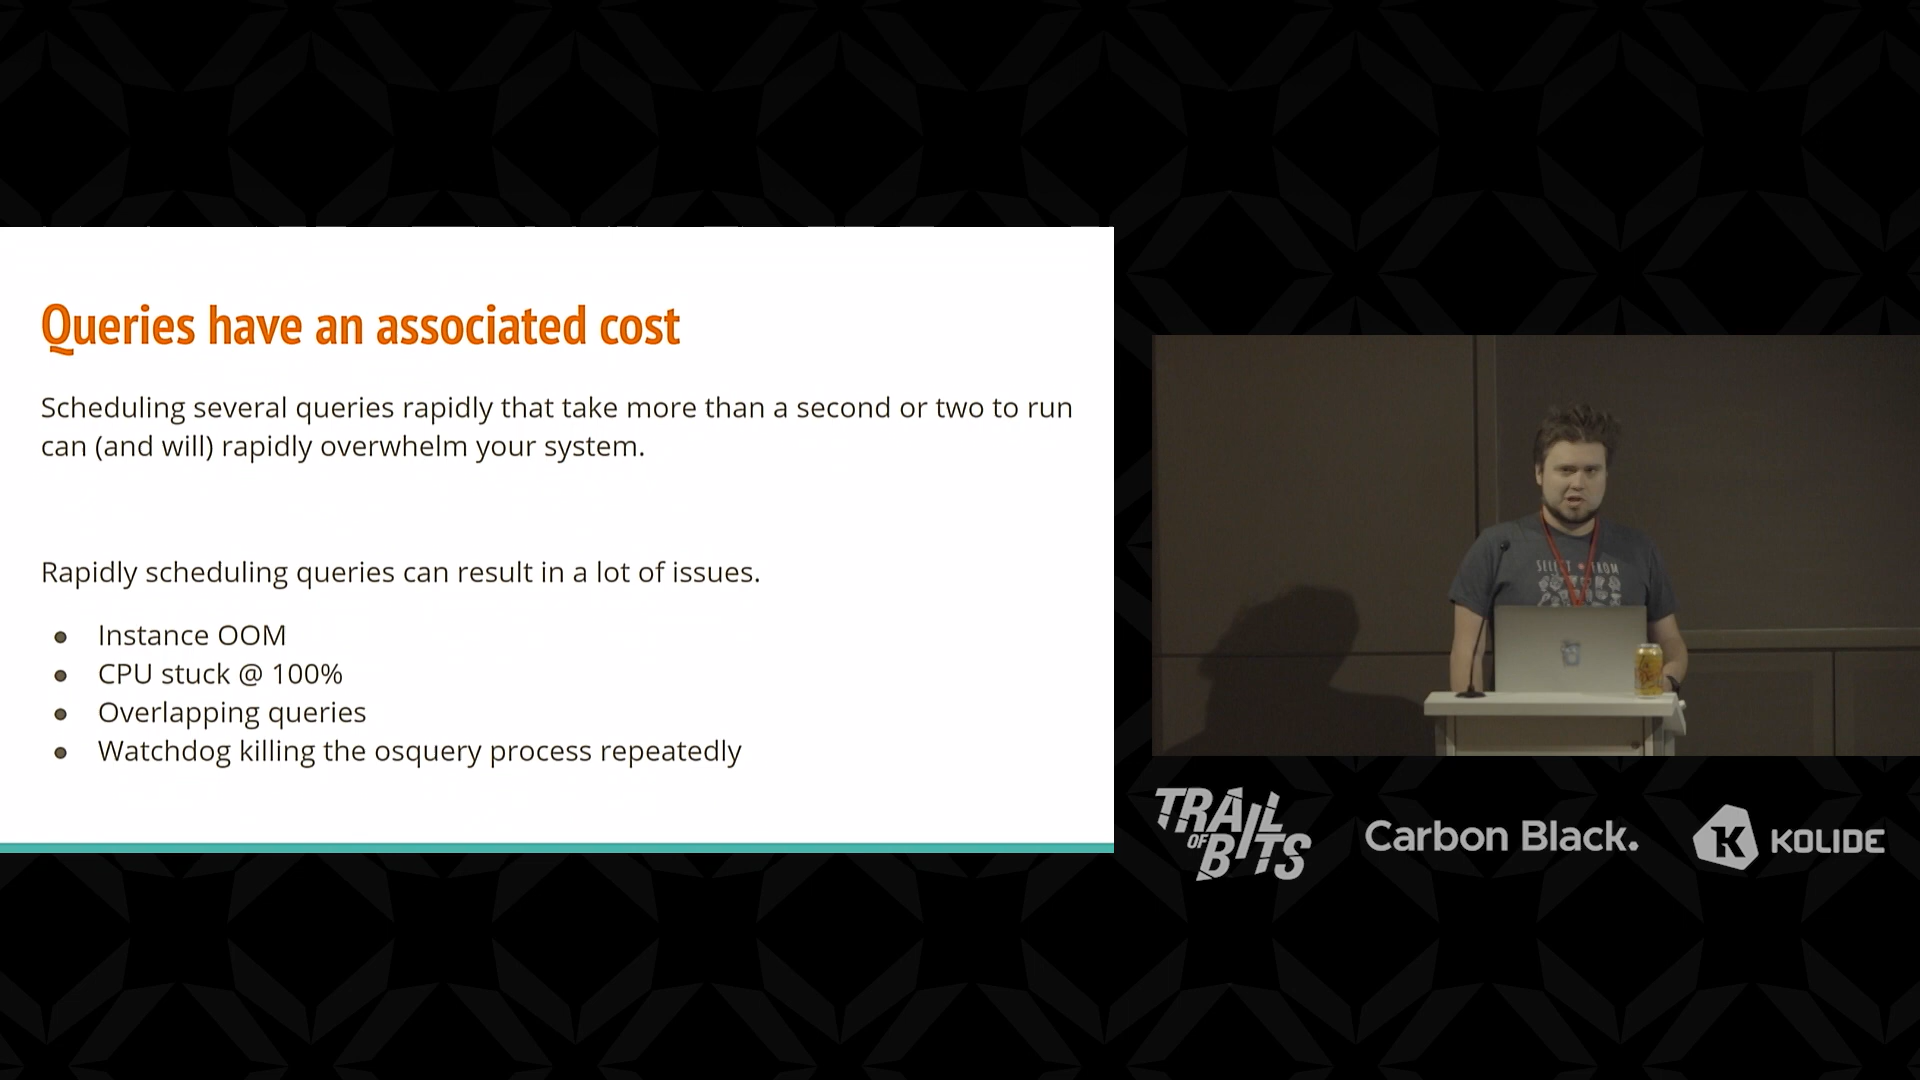 Queries have an associated cost
Scheduling several queries rapidly that take more than a second or two to run
can (and will) rapidly overwhelm your system.
Rapidly scheduling queries can result in a lot of issues.
● Instance OOM
● CPU stuck @ 100%
● Overlapping queries
● Watchdog killing the osquery process repeatedly
SELECT * FROM
TRAIL
OF
BITS
Carbon Black.
K KOLIDE